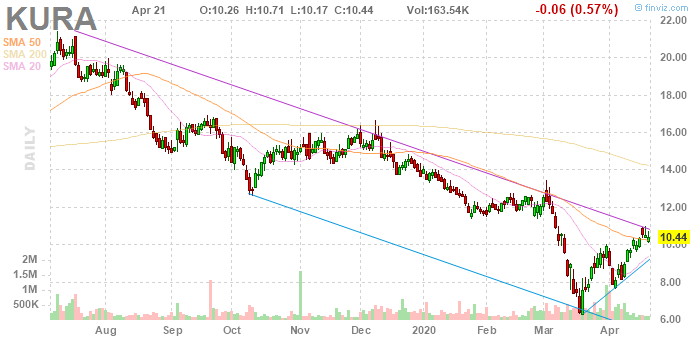 KURA Apr 21 O:10.26 H:10.71 L:10.17 C:10.44 Vol:163.54K -0.06 (0.57%)
© finviz.com
SMA 50
SMA 200
SMA 20
DAILY
22.00
20.00
18.00
16.00
14.00
12.00
10.44
10.00
8.00
6.00
2M
1.5M
1M
500K
Aug Sep Oct Nov Dec 2020 Feb Mar Apr